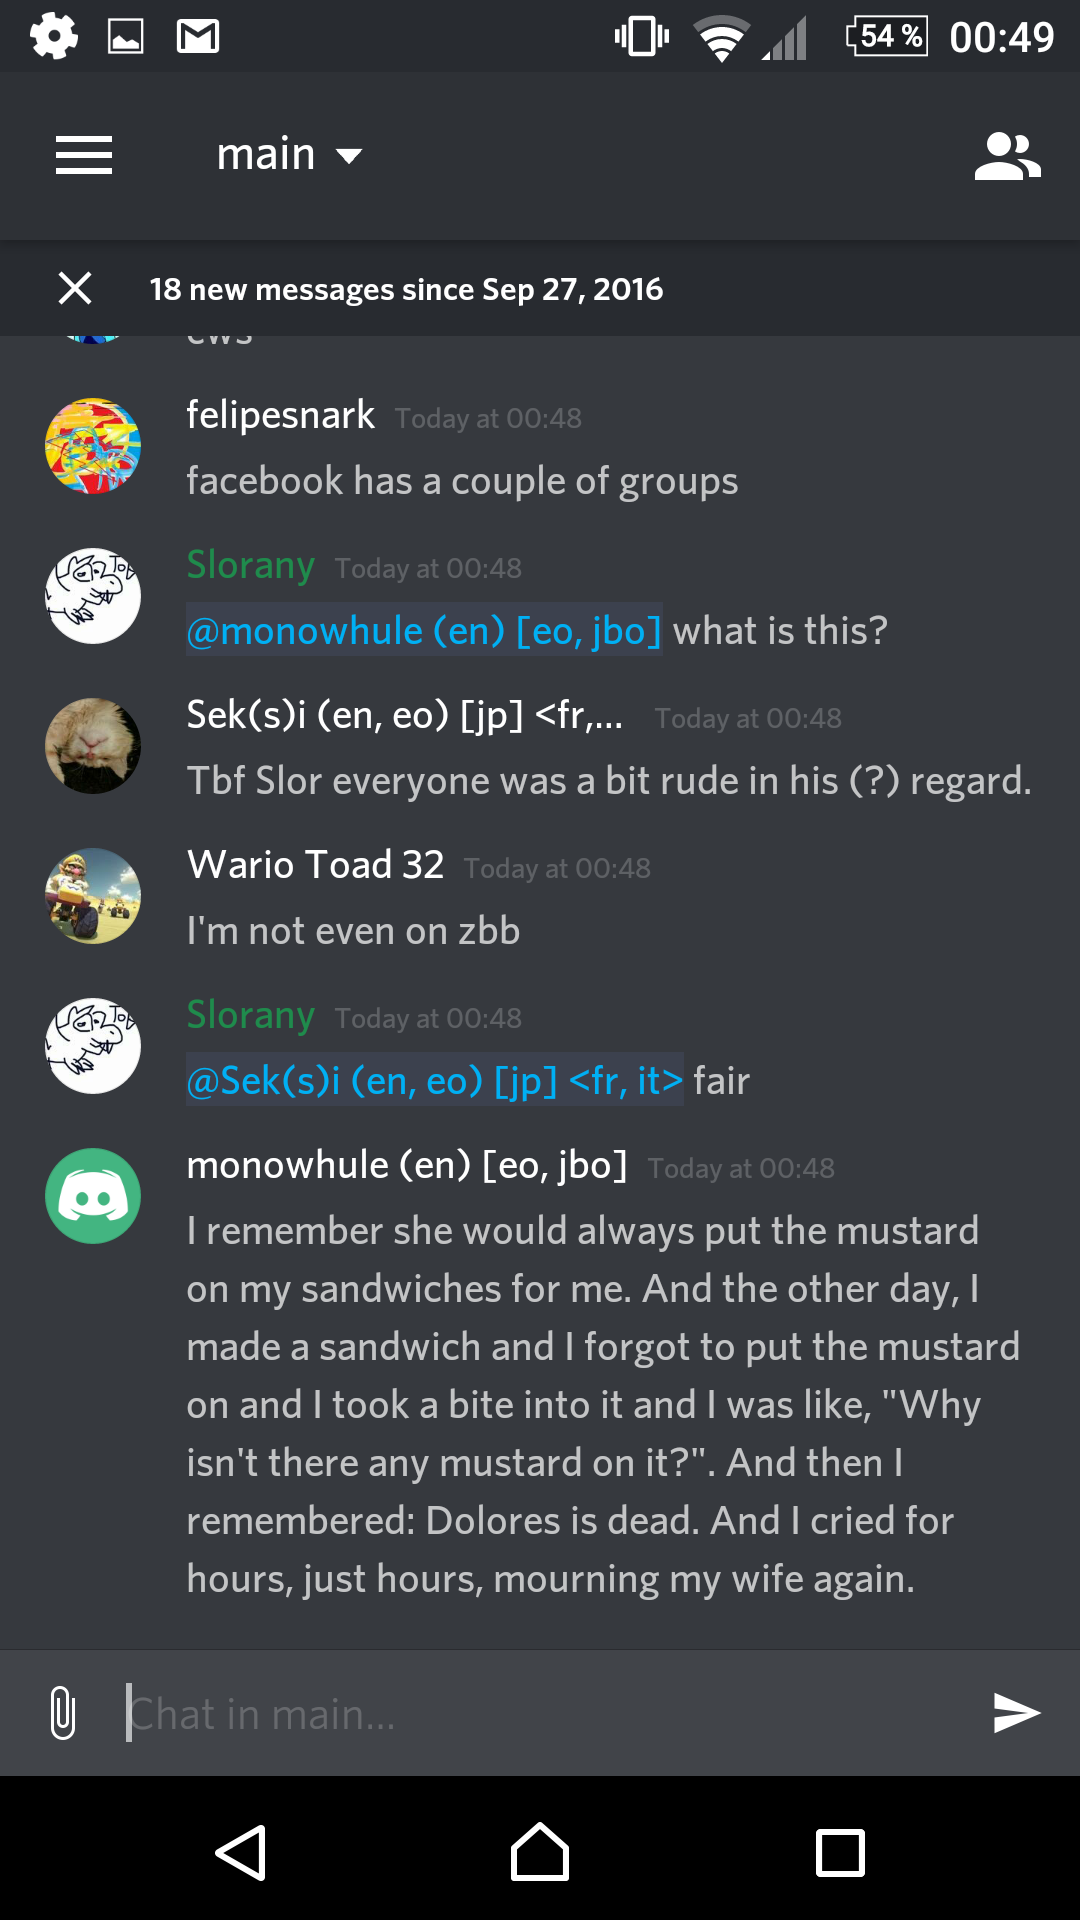 54 % 00:49
main
18 new messages since Sep 27, 2016
ews
felipesnark Today at 00:48
facebook has a couple of groups
Slorany Today at 00:48
@monowhule (en) [eo, jbo] what is this?
Sek(s)i (en, eo) [jp] <fr,... Today at 00:48
Tbf Slor everyone was a bit rude in his (?) regard.
Wario Toad 32 Today at 00:48
I'm not even on zbb
Slorany Today at 00:48
@Sek(s)i (en, eo) [jp] <fr, it> fair
monowhule (en) [eo, jbo] Today at 00:48
I remember she would always put the mustard
on my sandwiches for me. And the other day, I
made a sandwich and I forgot to put the mustard
on and I took a bite into it and I was like, "Why
isn't there any mustard on it?". And then I
remembered: Dolores is dead. And I cried for
hours, just hours, mourning my wife again.
Chat in main...